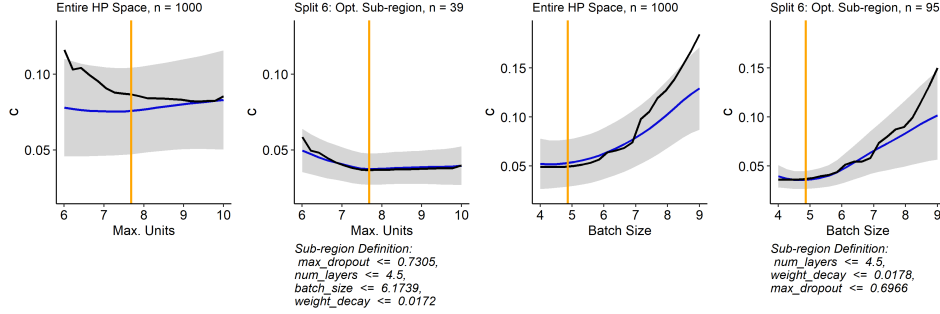 Entire HP Space, n = 1000
0.10
0.05
c
6 7 8 9 10
Max. Units
Split 6: Opt. Sub-region, n = 39
0.10
0.05
c
6 7 8 9 10
Max. Units
Sub-region Definition:
max_dropout <= 0.7305,
num_layers <= 4.5,
batch_size <= 6.1739,
weight_decay <= 0.0172
Entire HP Space, n = 1000
0.15
0.10
0.05
c
4 5 6 7 8 9
Batch Size
Split 6: Opt. Sub-region, n = 95
0.15
0.10
0.05
c
4 5 6 7 8 9
Batch Size
Sub-region Definition:
num_layers <= 4.5,
weight_decay <= 0.0178,
max_dropout <= 0.6966